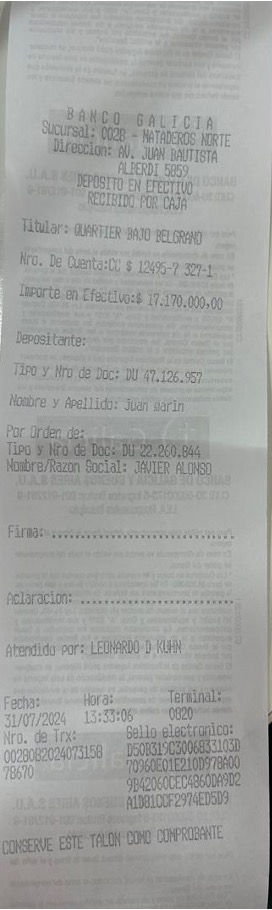 BANCO GALICIA
Sucursal: 0028 - MATADEROS NORTE
Direccion: AV. JUAN BAUTISTA
ALBERDI 5859
DEPOSITO EN EFECTIVO
RECIBIDO POR CAJA
Titular: QUARTIER BAJO BELGRANO
Nro. De Cuenta:CC $ 12495-7 327-1
Importe en Efectivo:$ 17.170.000,00
Depositante:
Tipo y Nro de Doc: DU 47.126.957
Nombre y Apellido: Juan marin
Por Orden de:
Tipo y Nro de Doc: DU 22.260.844
Nombre/Razon Social: JAVIER ALONSO
Firma: ............................
Aclaracion: ........................
Atendido por: LEONARDO D KUHN
Fecha: Hora: Terminal:
31/07/2024 13:33:06 0820
Nro. de Trx: Sello electronico:
0028082024073158 D50B319C3006833103D
78670 70960E01E210D978A00
9B42060CEC4860DA9D2
A1D81CCF2974ED5D9
CONSERVE ESTE TALON COMO COMPROBANTE